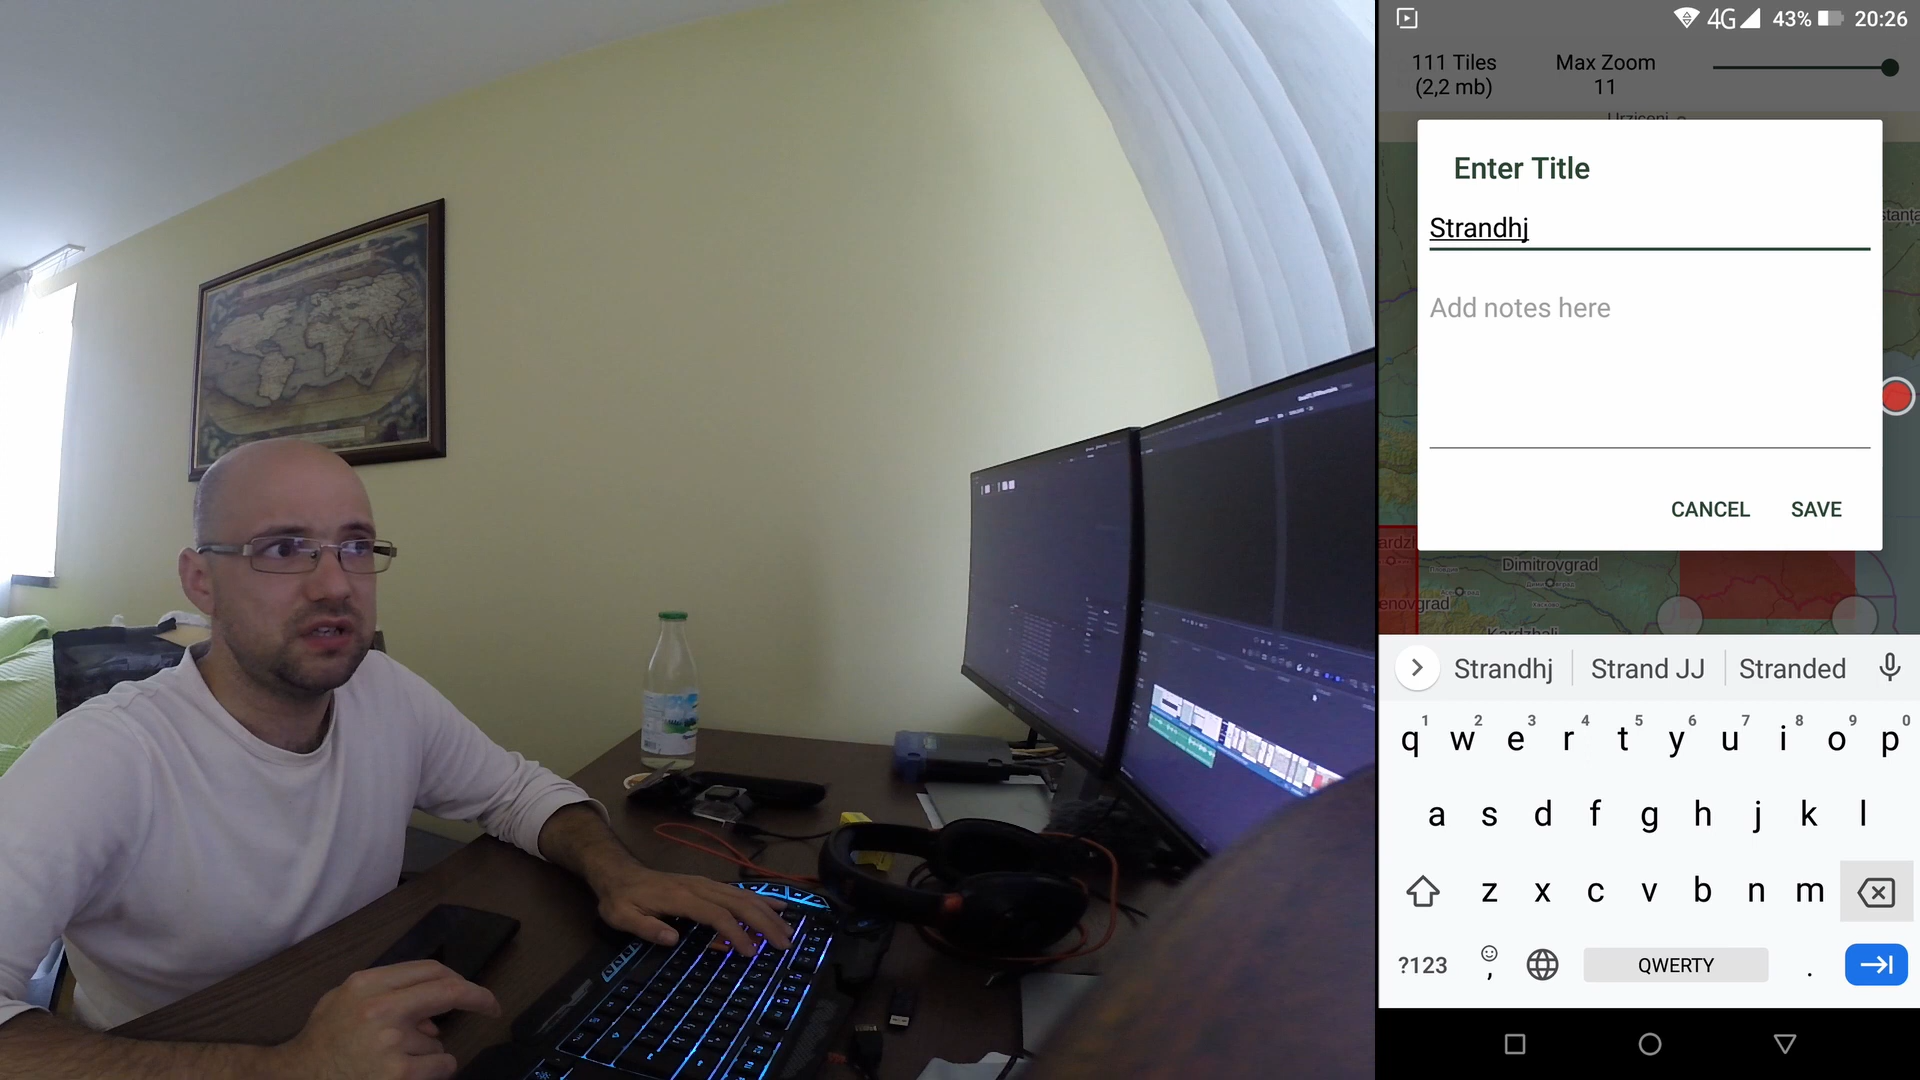 4G 43% 20:26
111 Tiles
(2,2 mb)
Max Zoom
11
Urziceni
Enter Title
Strandhj
Add notes here
CANCEL SAVE
Dimitrovgrad
enovgrad
Kardzhali
Strandhj Strand JJ Stranded
1 2 3 4 5 6 7 8 9 0
q w e r t y u i o p
a s d f g h j k l
z x c v b n m
?123 , QWERTY .